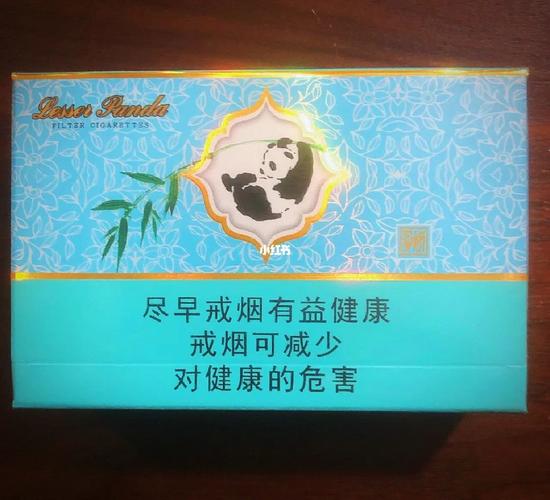 Lesser Panda
FILTER CIGARETTES
小红书
尽早戒烟有益健康
戒烟可减少
对健康的危害